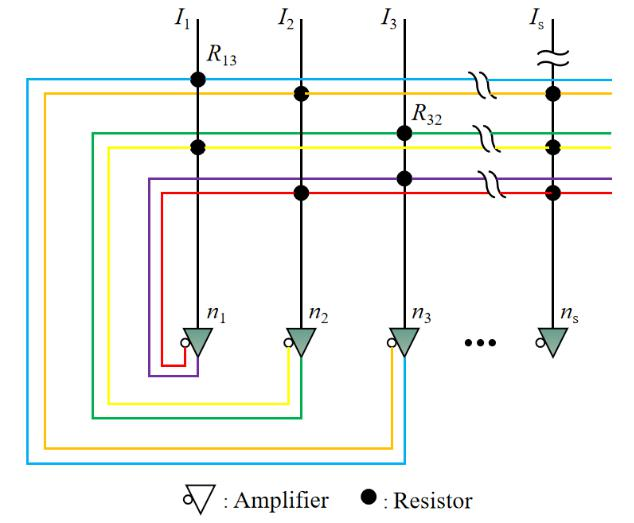 I₁ I₂ I₃ Iₛ
R₁₃
R₃₂
n₁ n₂ n₃ nₛ
: Amplifier : Resistor